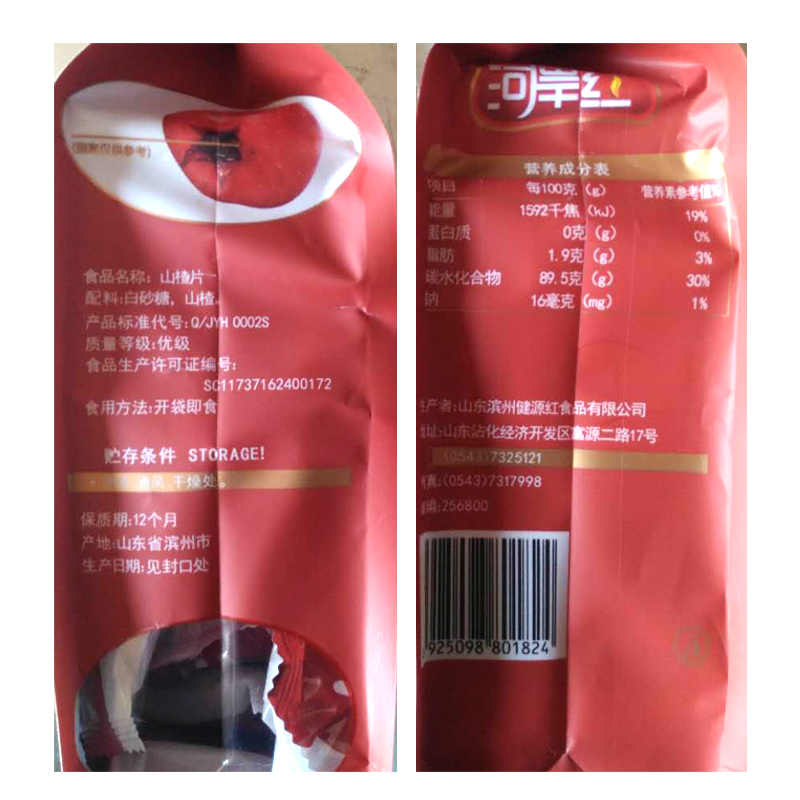 (图案仅供参考)
食品名称: 山楂片
配料:白砂糖, 山楂。
产品标准代号:Q/JYH 0002S
质量等级:优级
食品生产许可证编号:
SC11737162400172
食用方法:开袋即食
贮存条件 STORAGE!
通风 干燥处。
保质期:12个月
产地:山东省滨州市
生产日期:见封口处
河岸红
营养成分表
项目 每100克 (g) 营养素参考值%
能量 1592千焦 (kJ) 19%
蛋白质 0克 (g) 0%
脂肪 1.9克 (g) 3%
碳水化合物 89.5克 (g) 30%
钠 16毫克 (mg) 1%
生产者:山东滨州健源红食品有限公司
地址:山东沾化经济开发区富源二路17号
(0543)7325121
传真:(0543)7317998
邮编:256800
925098 801824